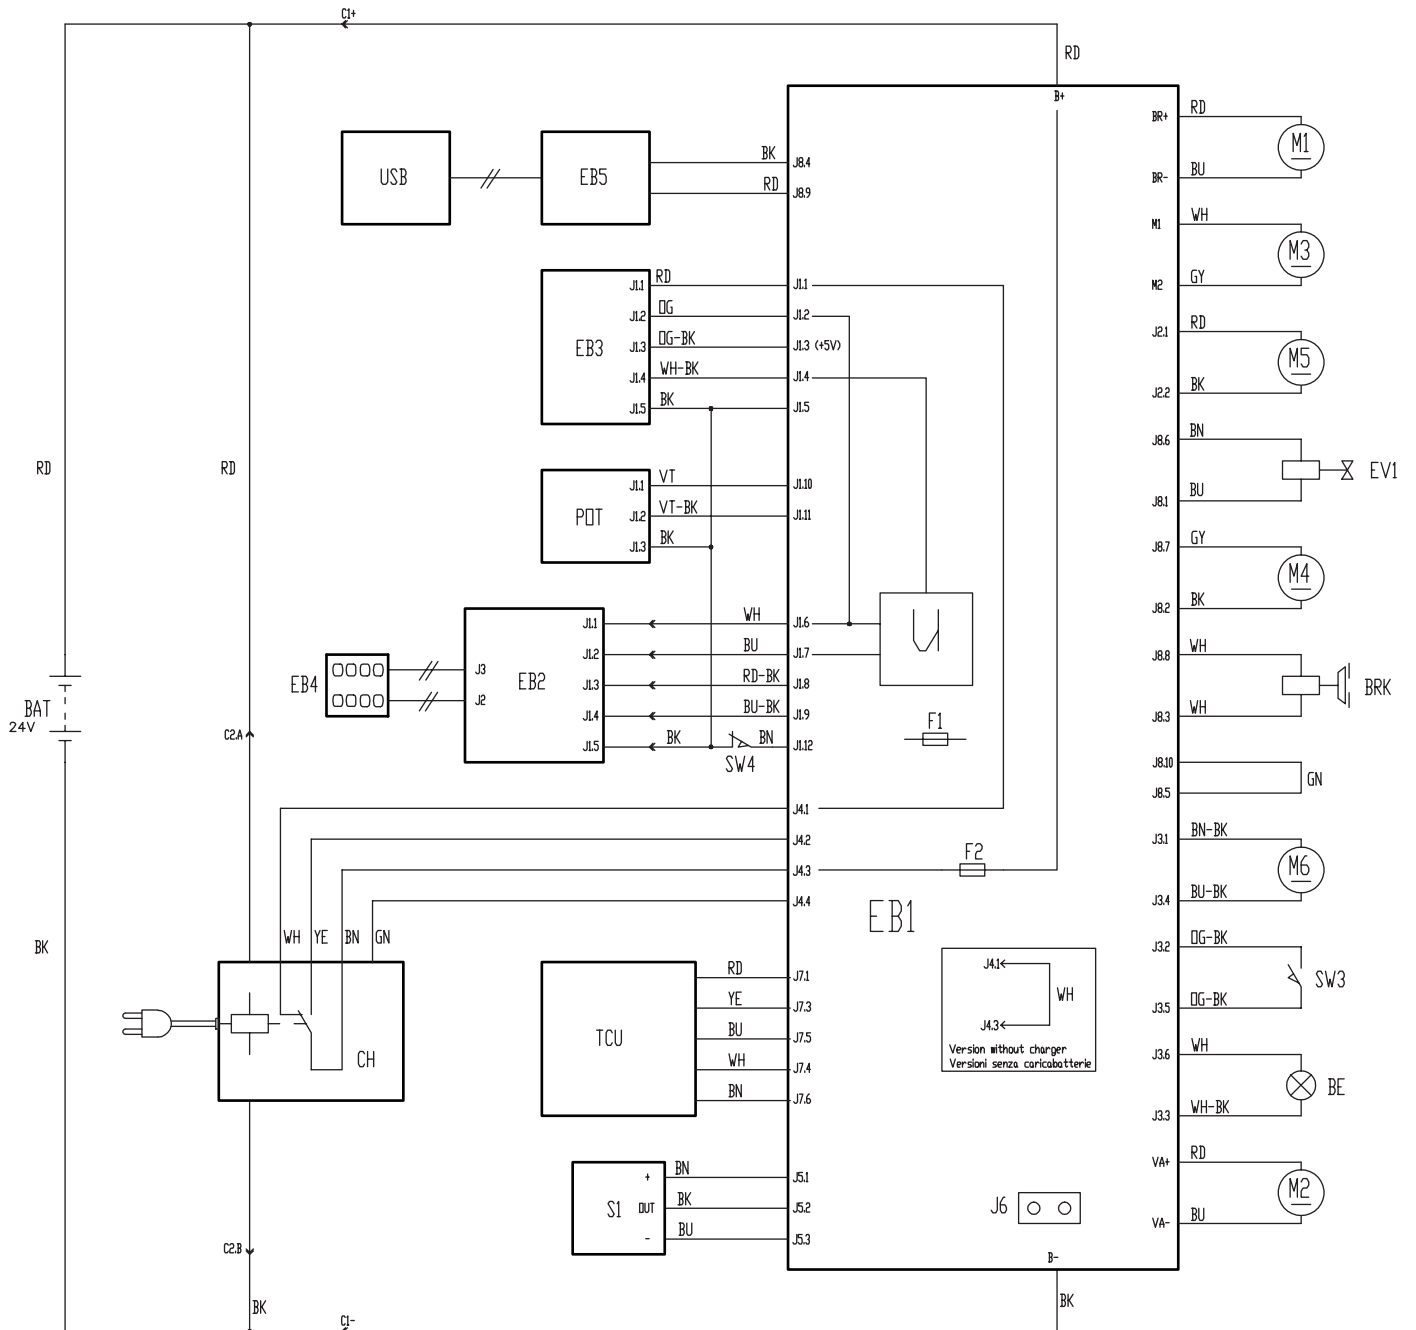 C1+
RD
B+
BR+ RD
M1
BR- BU
USB
EB5
BK J8.4
RD J8.9
M1 WH
M3
M2 GY
EB3
J1.1 RD J1.1
J1.2 OG J1.2
J1.3 OG-BK J1.3 (+5V)
J1.4 WH-BK J1.4
J1.5 BK J1.5
J2.1 RD
M5
J2.2 BK
J8.6 BN
EV1
J8.1 BU
RD
RD
POT
J1.1 VT J1.10
J1.2 VT-BK J1.11
J1.3 BK
J8.7 GY
M4
J8.2 BK
EB4
J3
J2
EB2
J1.1 WH J1.6
J1.2 BU J1.7
J1.3 RD-BK J1.8
J1.4 BU-BK J1.9
J1.5 BK BN J1.12
SW4
F1
J8.8 WH
BRK
J8.3 WH
BAT
24V
C2.A
J8.10
GN
J8.5
J4.1
J4.2
J4.3
J4.4
F2
EB1
J3.1 BN-BK
M6
J3.4 BU-BK
BK
WH YE BN GN
CH
J3.2 OG-BK
SW3
J3.5 OG-BK
TCU
RD J7.1
YE J7.3
BU J7.5
WH J7.4
BN J7.6
J4.1
WH
J4.3
Version without charger
Versioni senza caricabatterie
J3.6 WH
BE
J3.3 WH-BK
S1
+ BN J5.1
OUT BK J5.2
- BU J5.3
J6
VA+ RD
M2
VA- BU
C2.B
B-
BK
BK
C1-